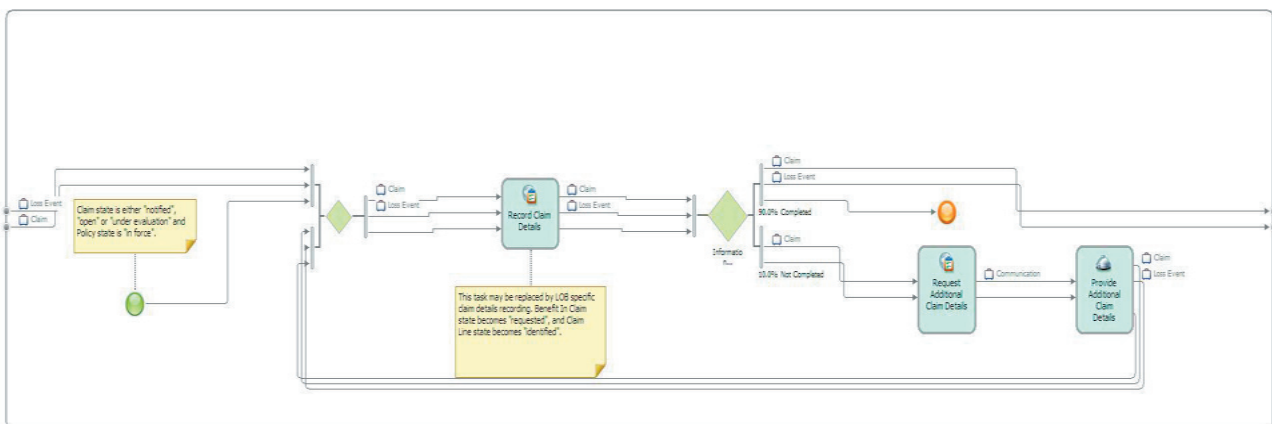 Loss Event
Claim
Claim state is either "notified",
"open" or "under evaluation" and
Policy state is "in force".
Claim
Loss Event
Record Claim
Details
This task may be replaced by LOB specific
claim details recording. Benefit In Claim
state becomes "requested", and Claim
Line state becomes "identified".
Claim
Loss Event
Informatio
n...
Claim
Loss Event
90.0% Completed
Claim
10.0% Not Completed
Request
Additional
Claim Details
Communication
Provide
Additional
Claim
Details
Claim
Loss Event